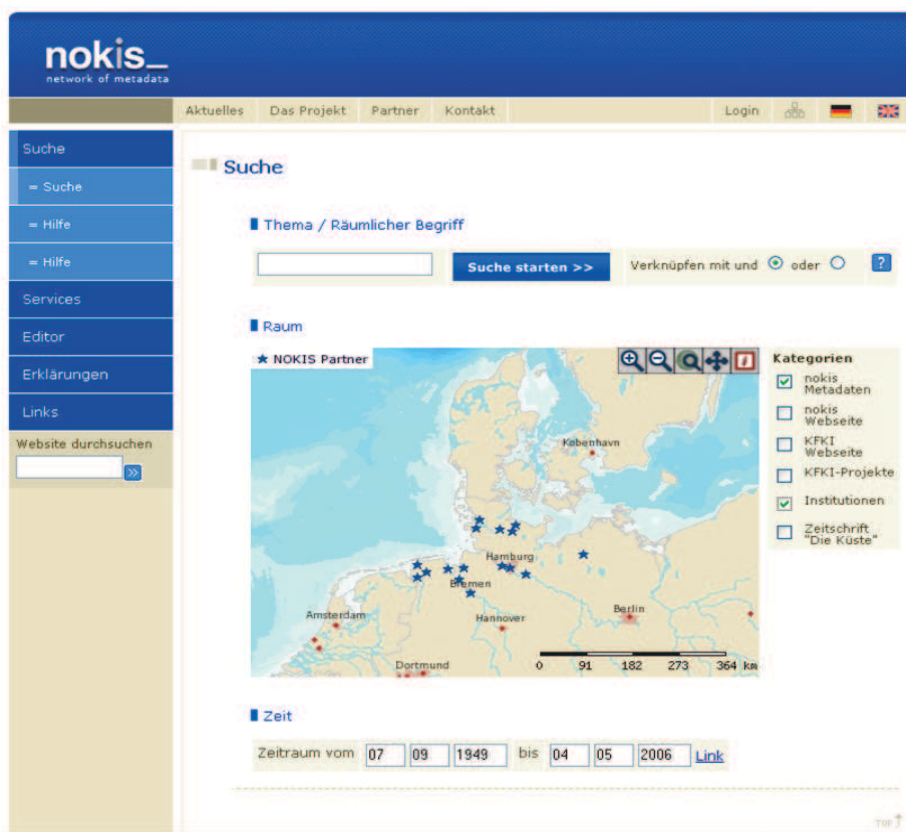 nokis_
network of metadata
Aktuelles Das Projekt Partner Kontakt Login
Suche
= Suche
= Hilfe
= Hilfe
Services
Editor
Erklärungen
Links
Website durchsuchen
>>
Suche
Thema / Räumlicher Begriff
Suche starten >> Verknüpfen mit und oder ?
Raum
★ NOKIS Partner
København
Hamburg
Bremen
Amsterdam
Hannover
Berlin
Dortmund
0 91 182 273 364 km
Kategorien
nokis
Metadaten
nokis
Webseite
KFKI
Webseite
KFKI-Projekte
Institutionen
Zeitschrift
"Die Küste"
Zeit
Zeitraum vom 07 09 1949 bis 04 05 2006 Link
TOP